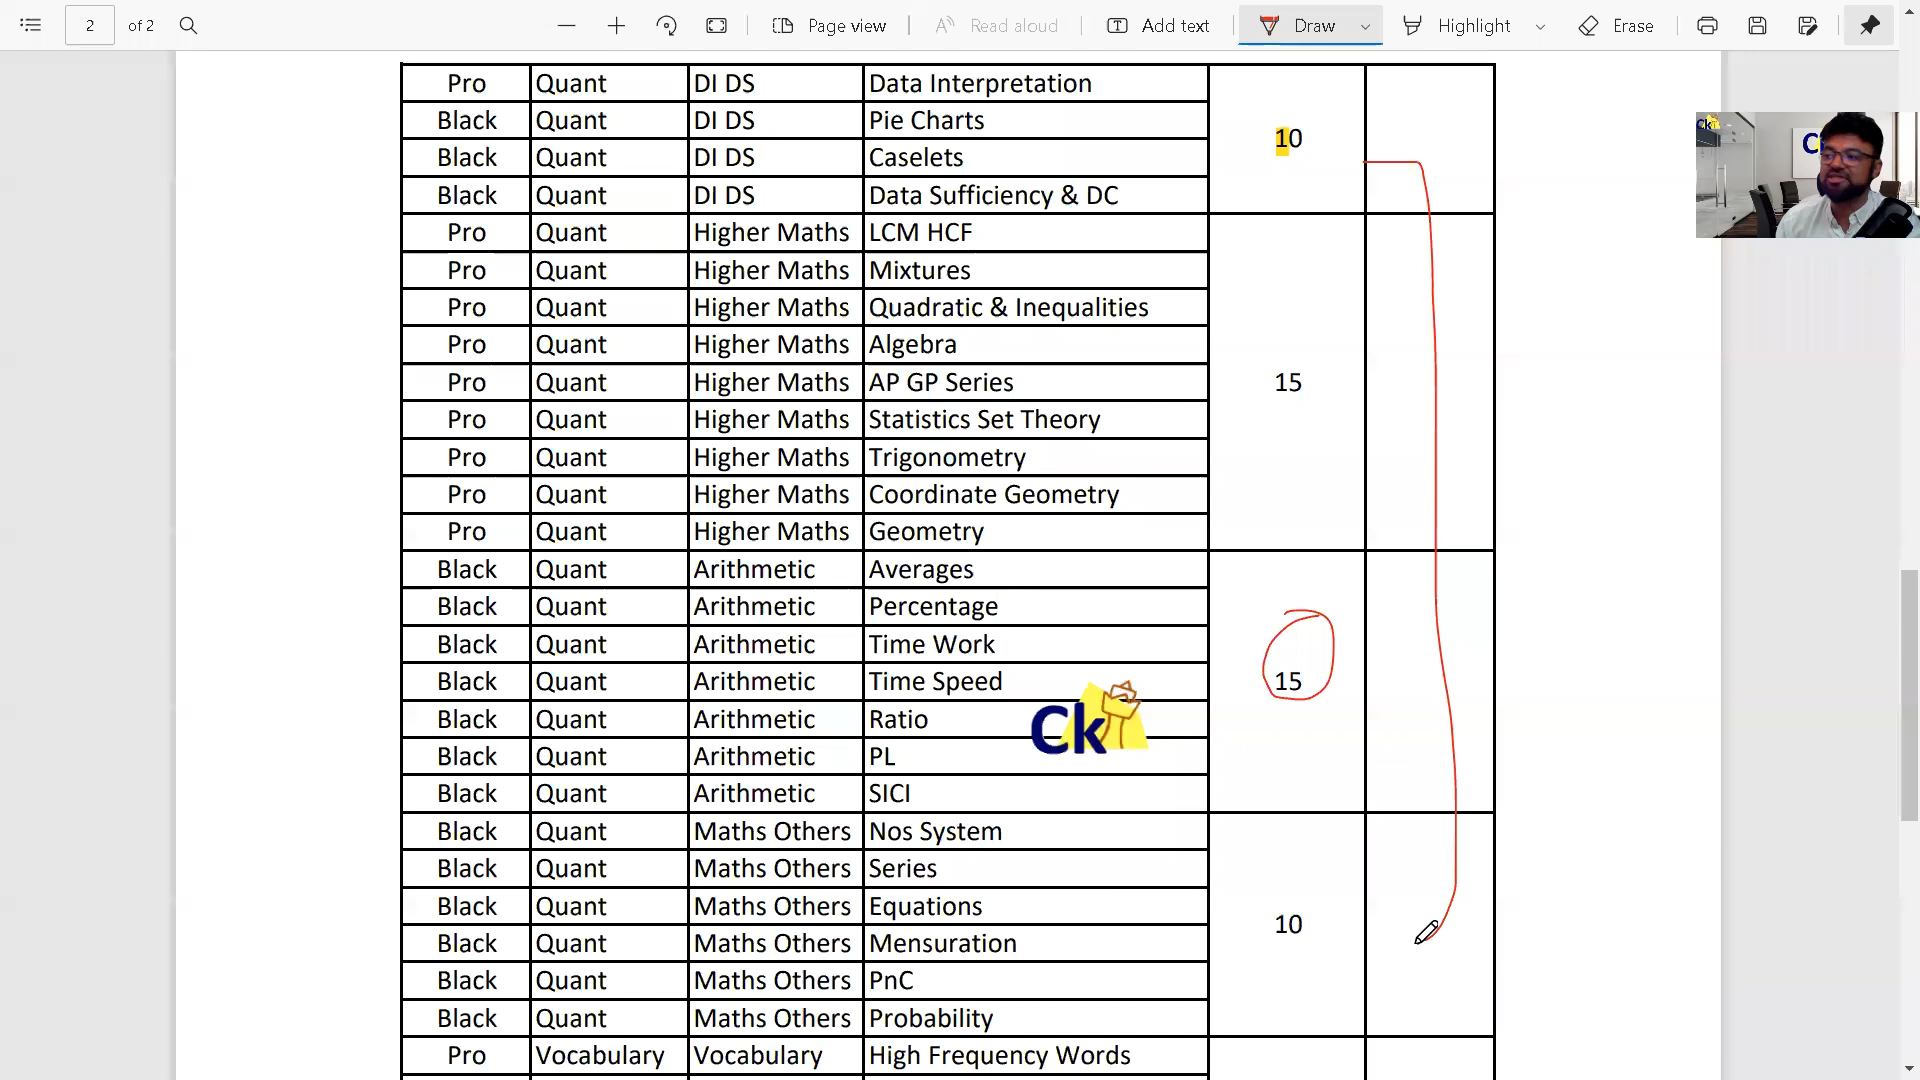 2 of 2 Page view Read aloud Add text Draw Highlight Erase
Pro Quant DI DS Data Interpretation
Black Quant DI DS Pie Charts
10
Black Quant DI DS Caselets
Black Quant DI DS Data Sufficiency & DC
Pro Quant Higher Maths LCM HCF
Pro Quant Higher Maths Mixtures
Pro Quant Higher Maths Quadratic & Inequalities
Pro Quant Higher Maths Algebra
Pro Quant Higher Maths AP GP Series 15
Pro Quant Higher Maths Statistics Set Theory
Pro Quant Higher Maths Trigonometry
Pro Quant Higher Maths Coordinate Geometry
Pro Quant Higher Maths Geometry
Black Quant Arithmetic Averages
Black Quant Arithmetic Percentage
Black Quant Arithmetic Time Work
Black Quant Arithmetic Time Speed 15
Black Quant Arithmetic Ratio
Ck
Black Quant Arithmetic PL
Black Quant Arithmetic SICI
Black Quant Maths Others Nos System
Black Quant Maths Others Series
Black Quant Maths Others Equations
10
Black Quant Maths Others Mensuration
Black Quant Maths Others PnC
Black Quant Maths Others Probability
Pro Vocabulary Vocabulary High Frequency Words
Ck